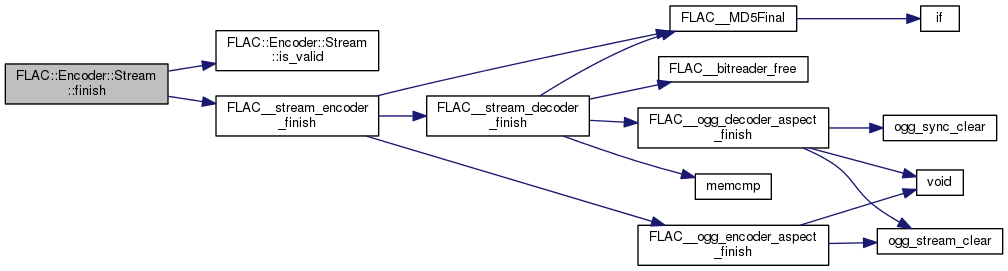 FLAC::Encoder::Stream
::finish
FLAC::Encoder::Stream
::is_valid
FLAC__stream_encoder
_finish
FLAC__stream_decoder
_finish
FLAC__MD5Final
if
FLAC__bitreader_free
FLAC__ogg_decoder_aspect
_finish
ogg_sync_clear
memcmp
void
FLAC__ogg_encoder_aspect
_finish
ogg_stream_clear